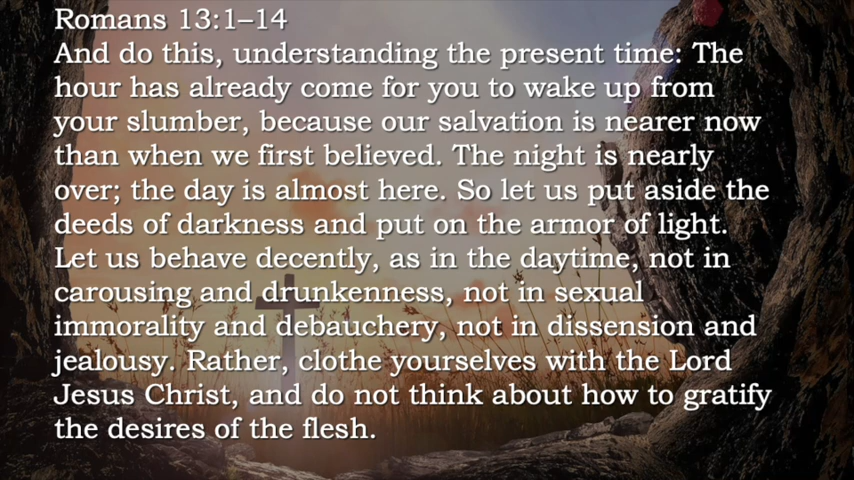 Romans 13:1–14
And do this, understanding the present time: The
hour has already come for you to wake up from
your slumber, because our salvation is nearer now
than when we first believed. The night is nearly
over; the day is almost here. So let us put aside the
deeds of darkness and put on the armor of light.
Let us behave decently, as in the daytime, not in
carousing and drunkenness, not in sexual
immorality and debauchery, not in dissension and
jealousy. Rather, clothe yourselves with the Lord
Jesus Christ, and do not think about how to gratify
the desires of the flesh.